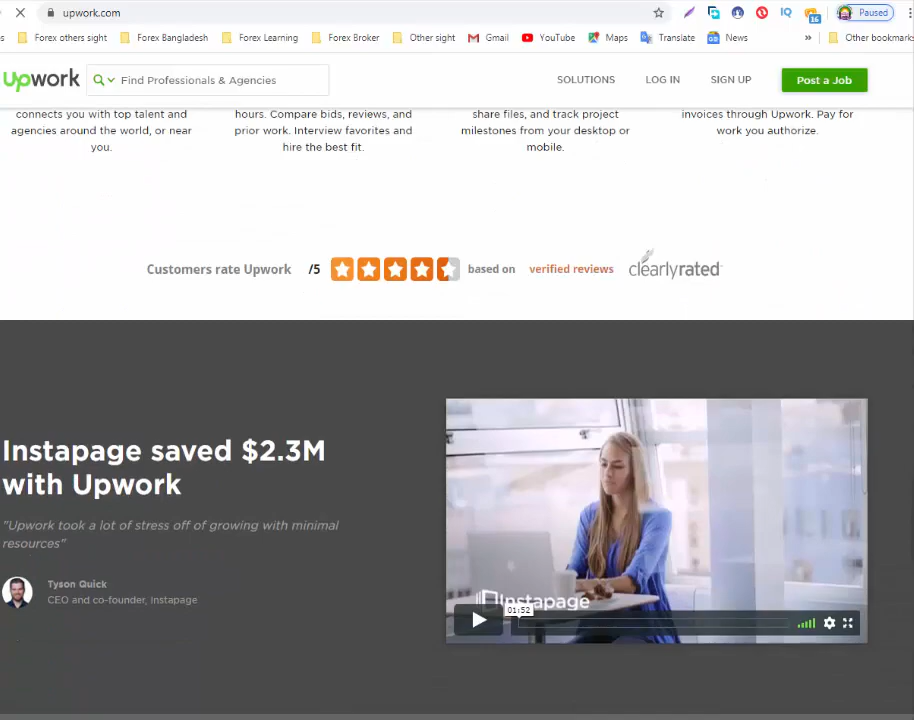 upwork.com
16
Paused
s Forex others sight Forex Bangladesh Forex Learning Forex Broker Other sight Gmail YouTube Maps Translate News » Other bookmarks
Upwork Find Professionals & Agencies SOLUTIONS LOG IN SIGN UP Post a Job
connects you with top talent and
agencies around the world, or near
you.
hours. Compare bids, reviews, and
prior work. Interview favorites and
hire the best fit.
share files, and track project
milestones from your desktop or
mobile.
invoices through Upwork. Pay for
work you authorize.
Customers rate Upwork /5 based on verified reviews clearlyrated
Instapage saved $2.3M
with Upwork
"Upwork took a lot of stress off of growing with minimal
resources"
Tyson Quick
CEO and co-founder, Instapage
Instapage
01:52